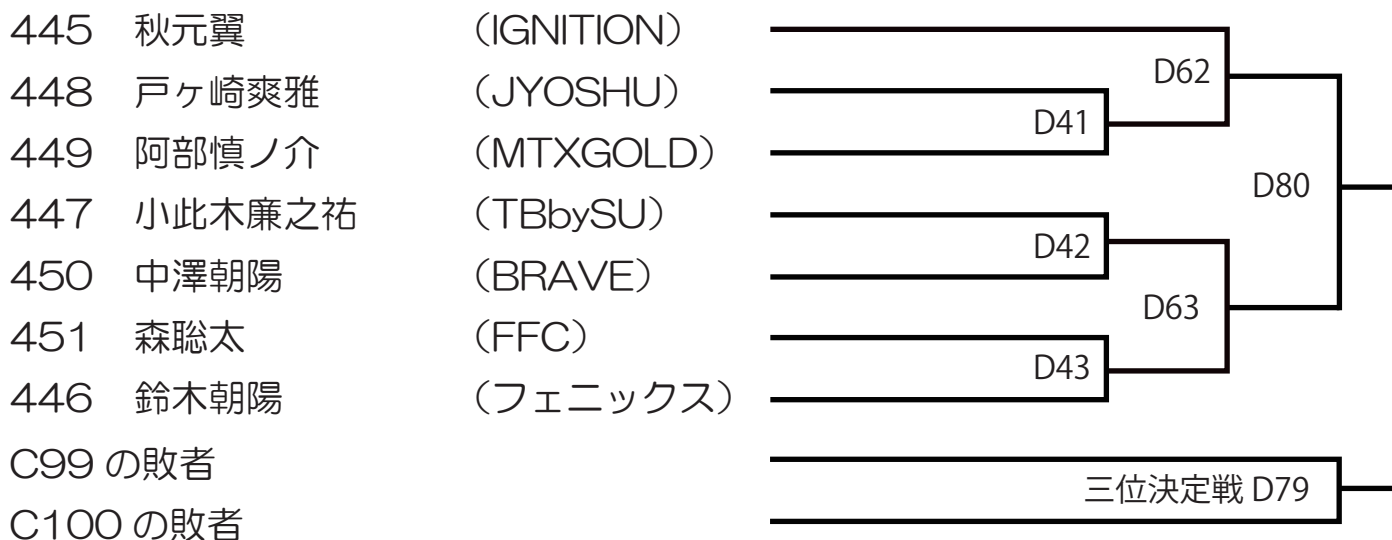 445 秋元翼 （IGNITION）
D62
448 戸ヶ崎爽雅 （JYOSHU）
D41
449 阿部慎ノ介 （MTXGOLD）
D80
447 小此木廉之祐 （TBbySU）
D42
450 中澤朝陽 （BRAVE）
D63
451 森聡太 （FFC）
D43
446 鈴木朝陽 （フェニックス）
C99 の敗者
三位決定戦 D79
C100 の敗者